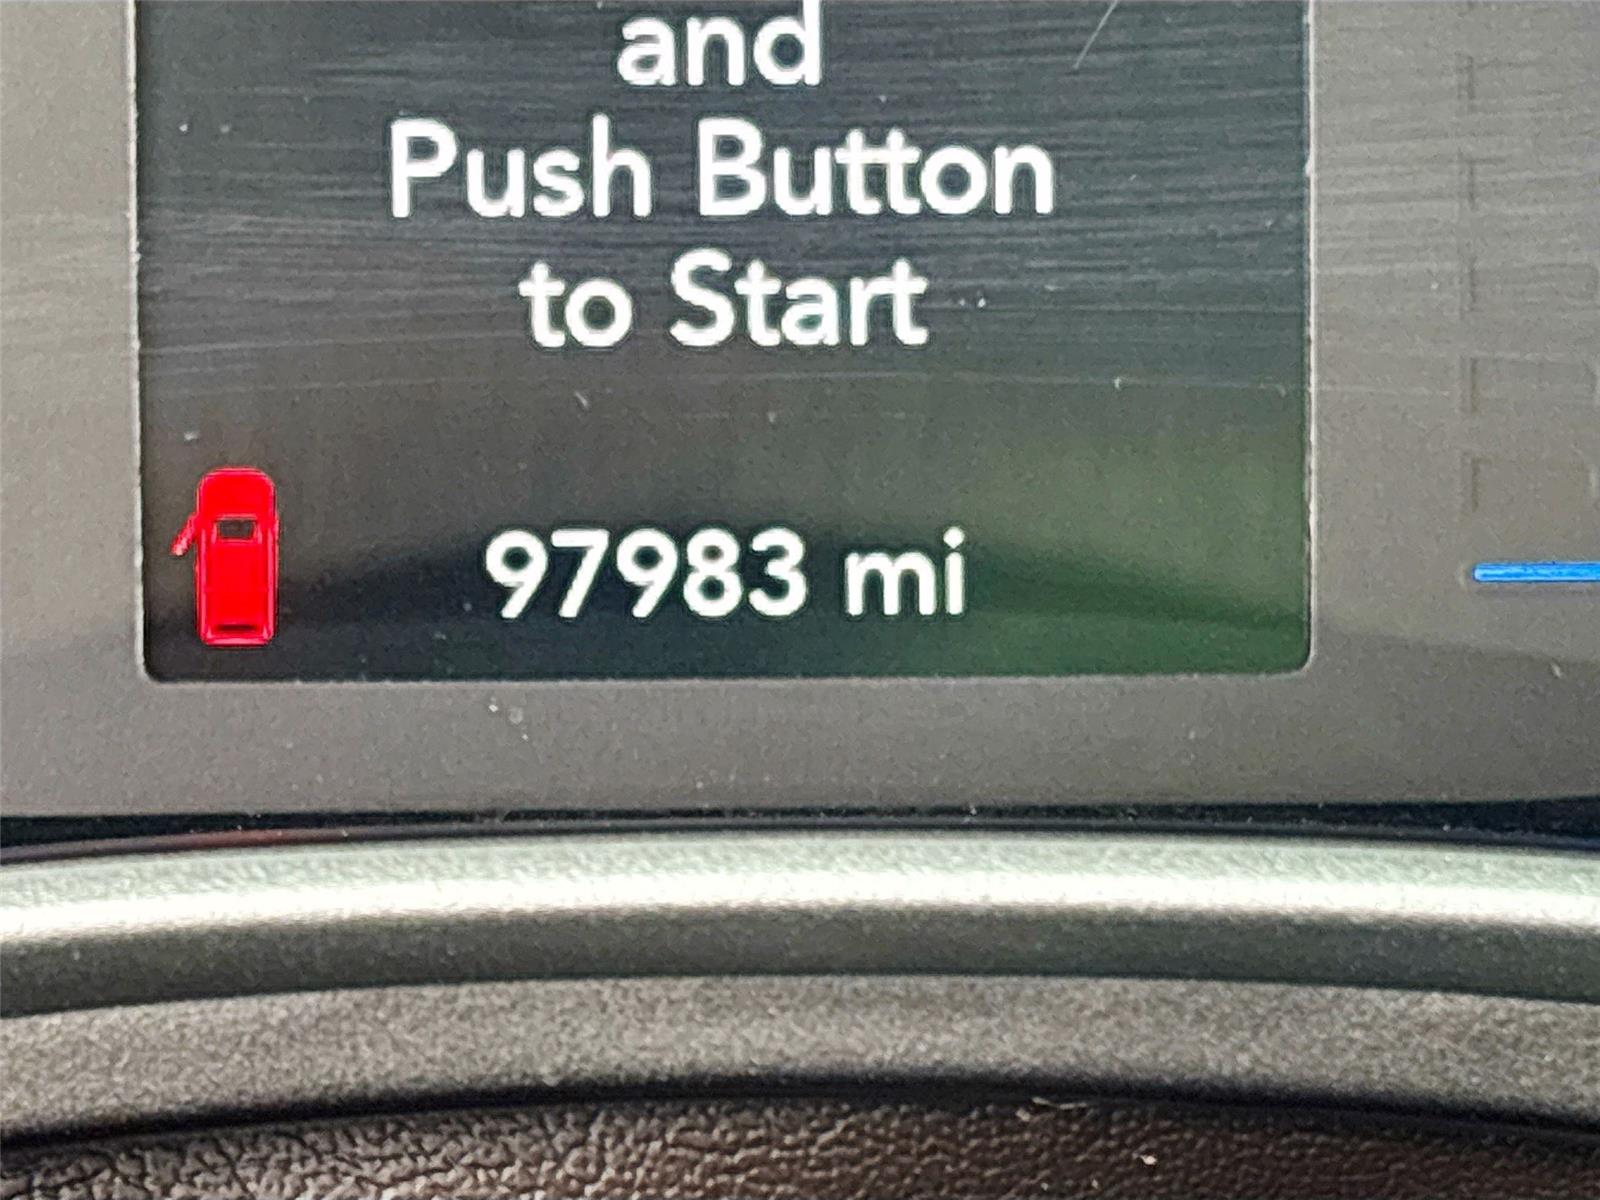 and
Push Button
to Start
97983 mi